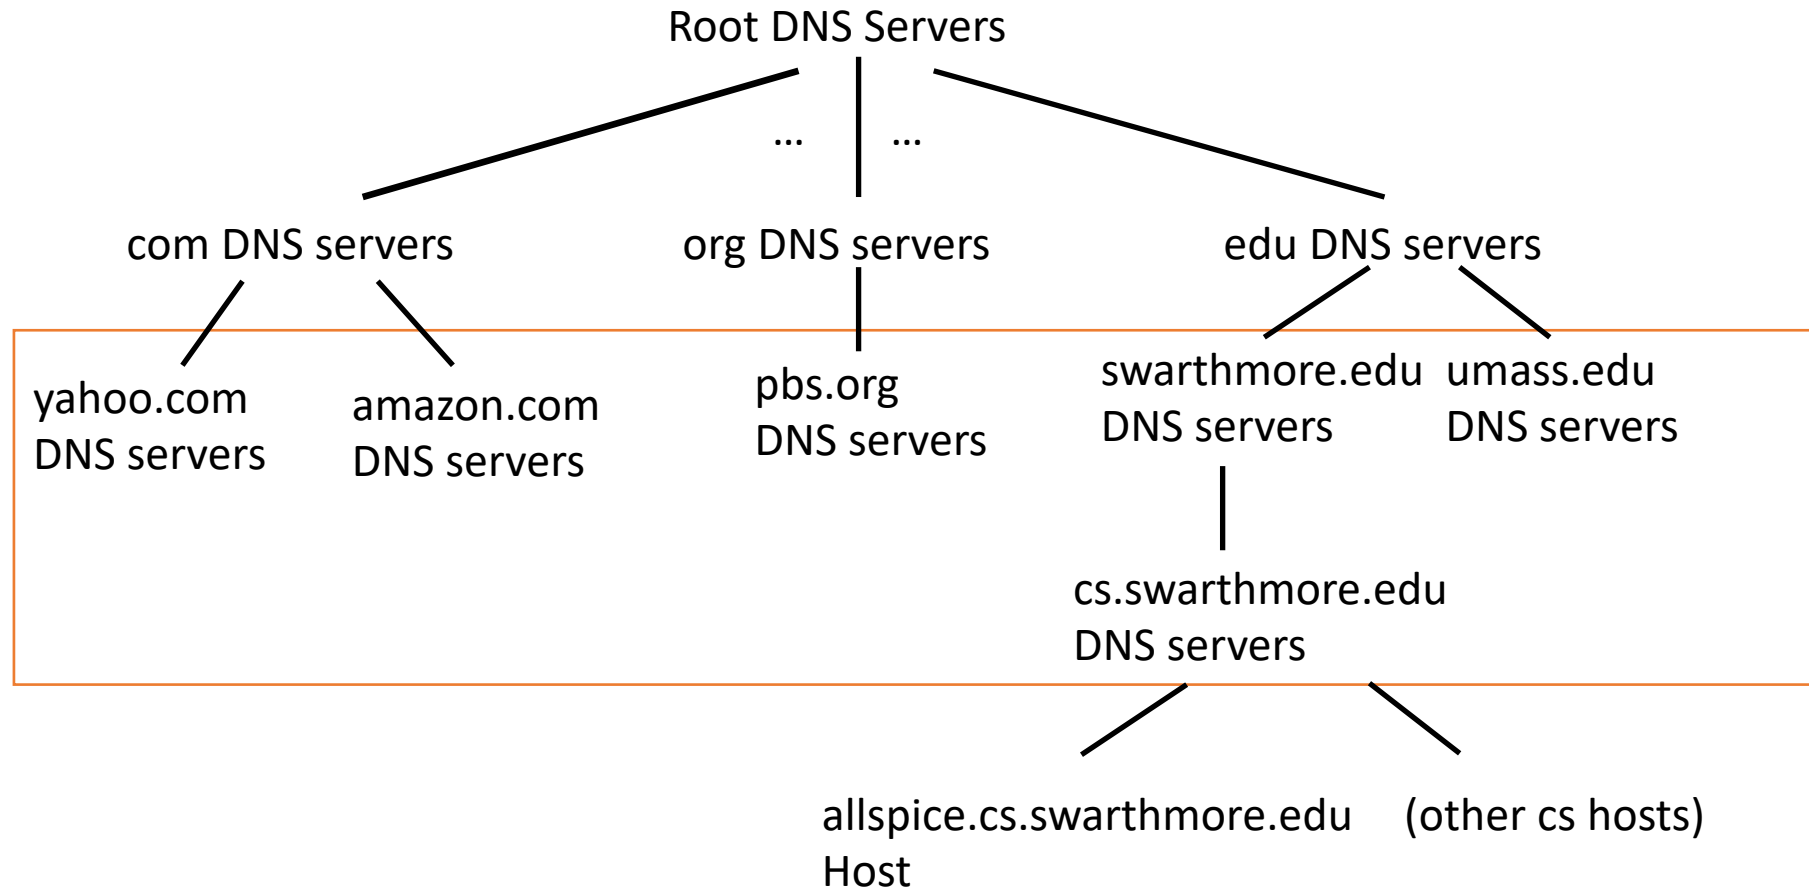 Root DNS Servers
... ...
com DNS servers
org DNS servers
edu DNS servers
yahoo.com
DNS servers
amazon.com
DNS servers
pbs.org
DNS servers
swarthmore.edu
DNS servers
umass.edu
DNS servers
cs.swarthmore.edu
DNS servers
allspice.cs.swarthmore.edu
Host
(other cs hosts)